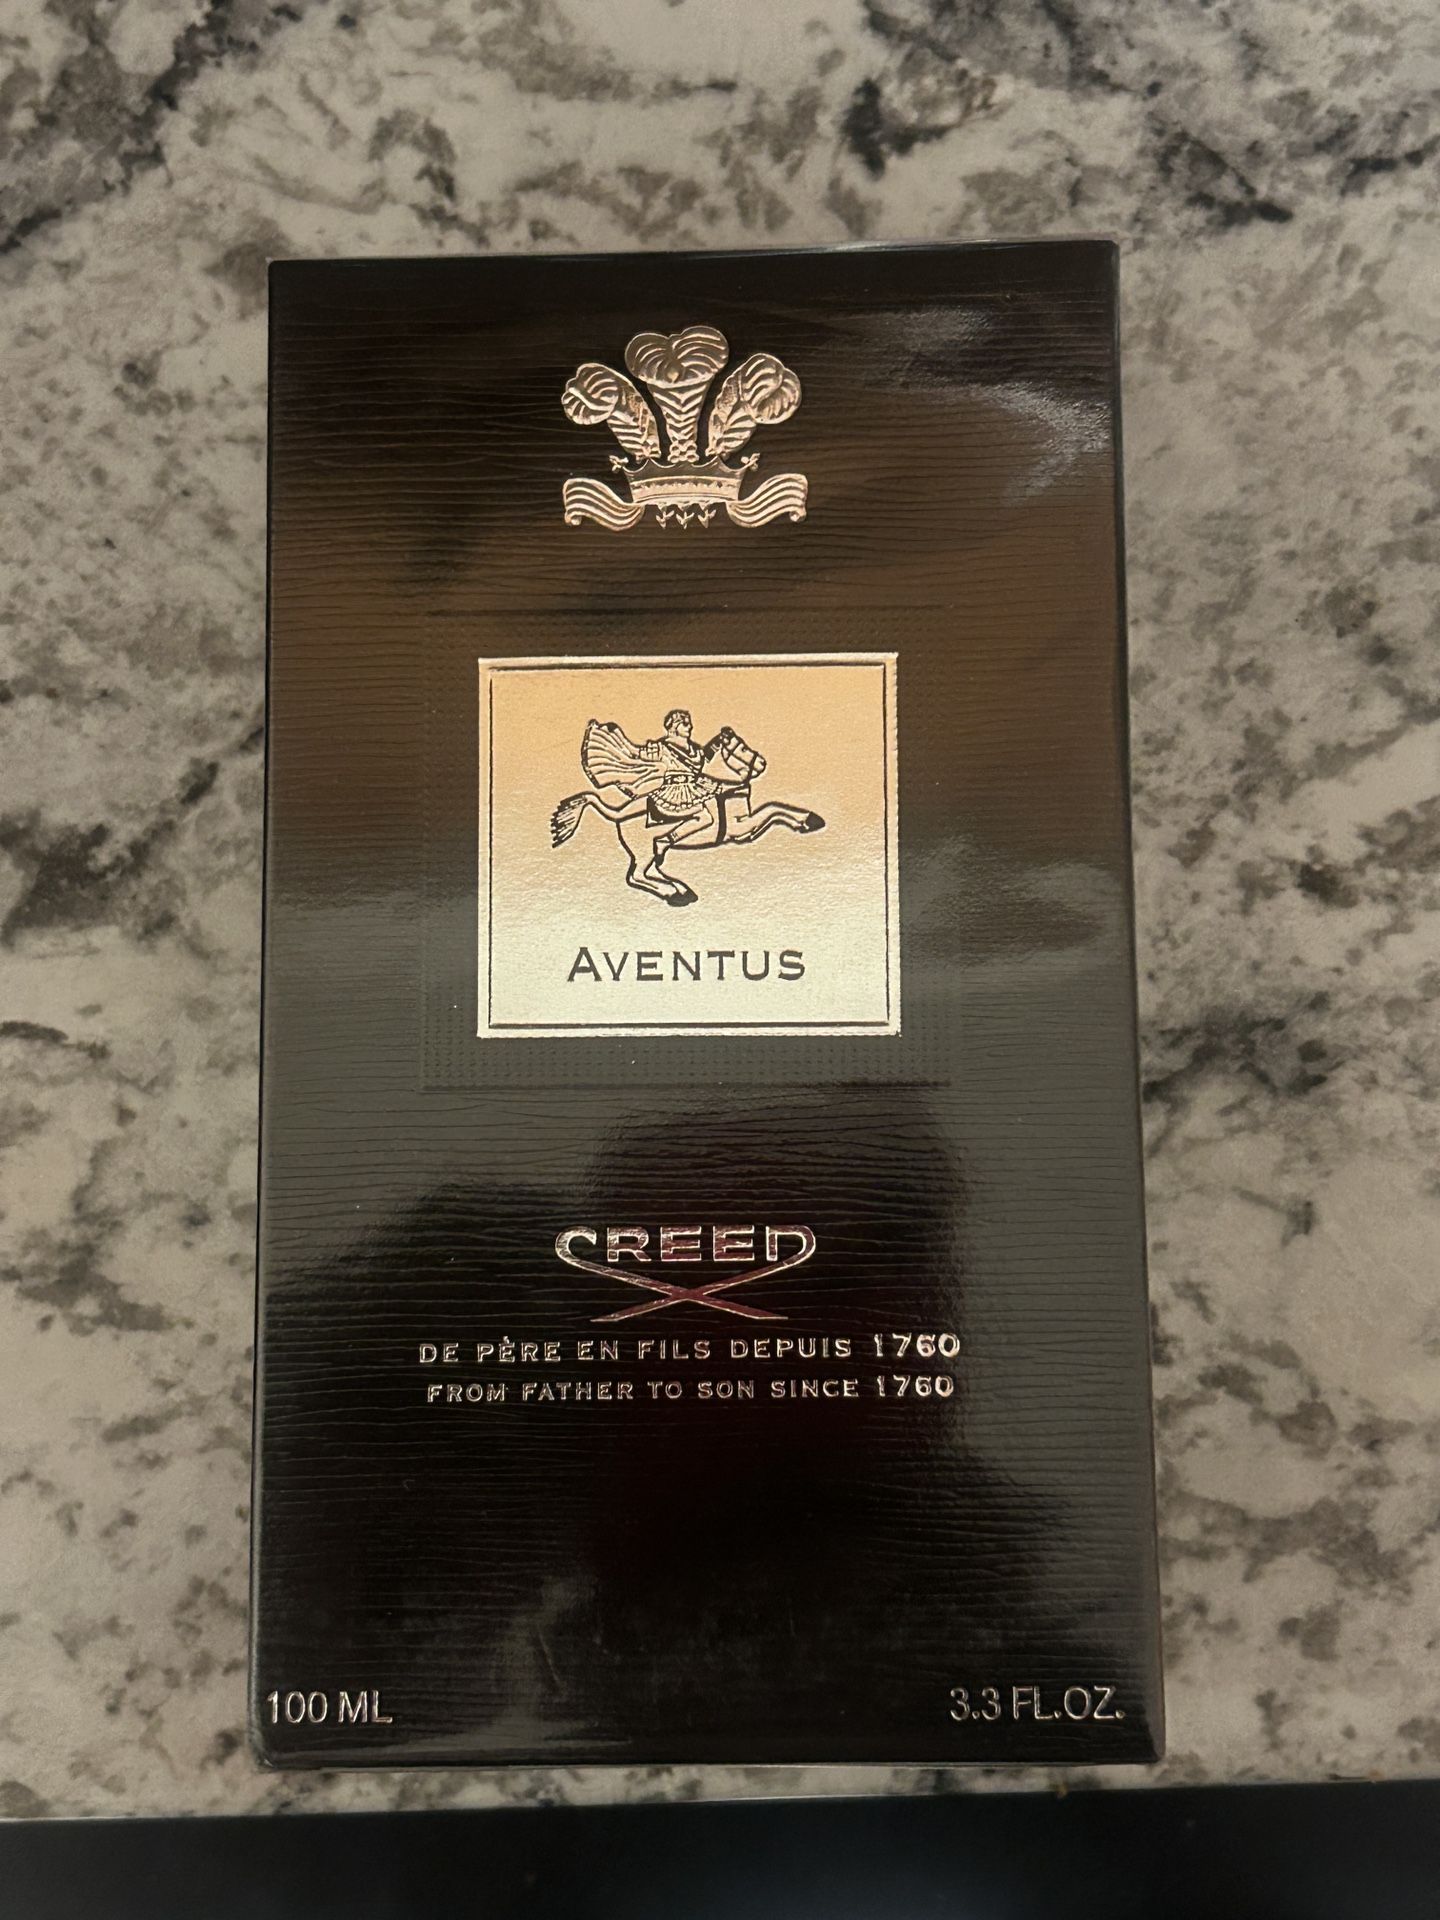 AVENTUS
CREED
DE PÈRE EN FILS DEPUIS 1760
FROM FATHER TO SON SINCE 1760
100 ML
3.3 FL.OZ.